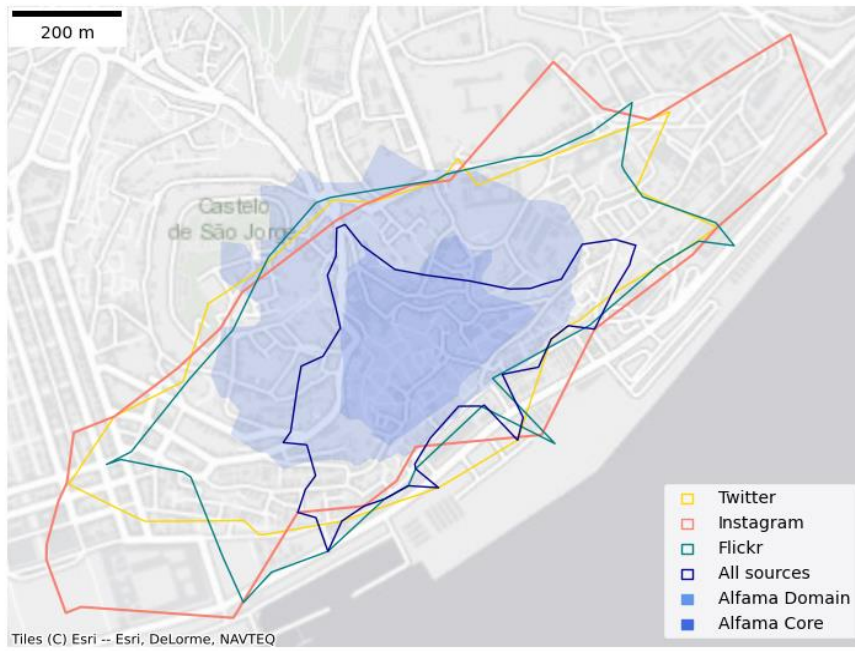 200 m
Castelo
de São Jorge
Twitter
Instagram
Flickr
All sources
Alfama Domain
Alfama Core
Tiles (C) Esri -- Esri, DeLorme, NAVTEQ